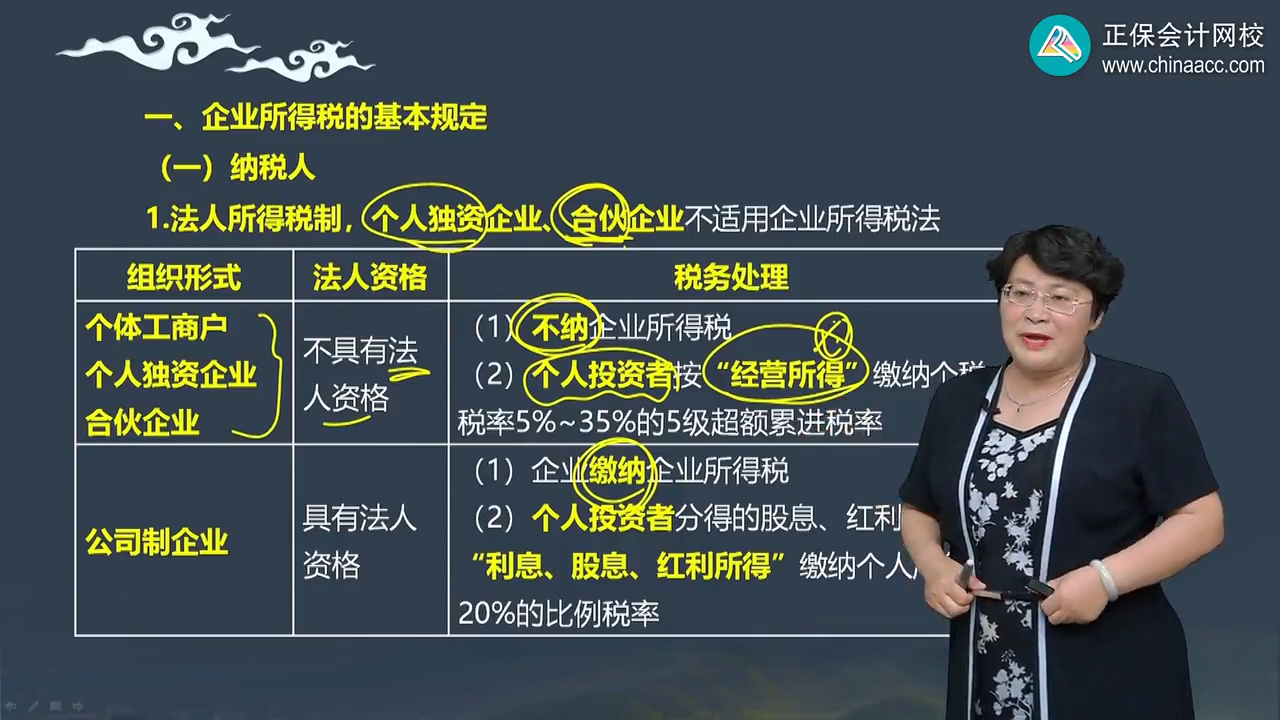 正保会计网校
www.chinaacc.com
一、企业所得税的基本规定
（一）纳税人
1.法人所得税制，个人独资企业、合伙企业不适用企业所得税法
组织形式 法人资格 税务处理
个体工商户
个人独资企业
合伙企业
不具有法
人资格
（1）不纳企业所得税
（2）个人投资者按“经营所得”缴纳个税
税率5%~35%的5级超额累进税率
公司制企业
具有法人
资格
（1）企业缴纳企业所得税
（2）个人投资者分得的股息、红利
“利息、股息、红利所得”缴纳个人
20%的比例税率